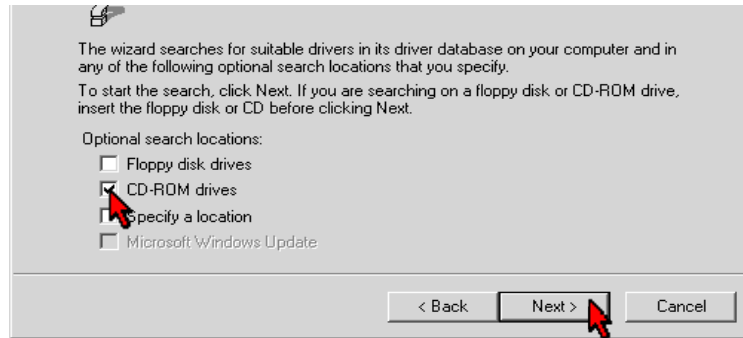 The wizard searches for suitable drivers in its driver database on your computer and in
any of the following optional search locations that you specify.
To start the search, click Next. If you are searching on a floppy disk or CD-ROM drive,
insert the floppy disk or CD before clicking Next.
Optional search locations:
Floppy disk drives
CD-ROM drives
Specify a location
Microsoft Windows Update
< Back Next > Cancel